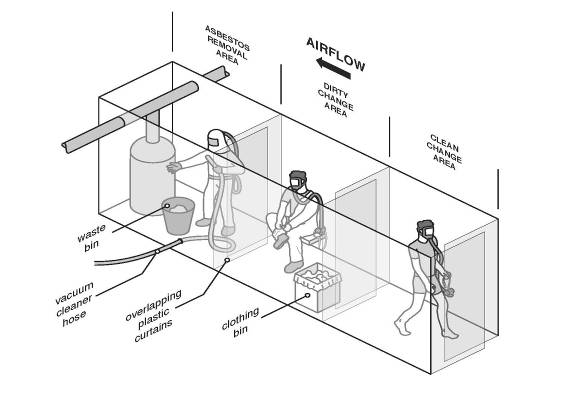 ASBESTOS
REMOVAL
AREA
AIRFLOW
DIRTY
CHANGE
AREA
CLEAN
CHANGE
AREA
waste
bin
vacuum
cleaner
hose
overlapping
plastic
curtains
clothing
bin